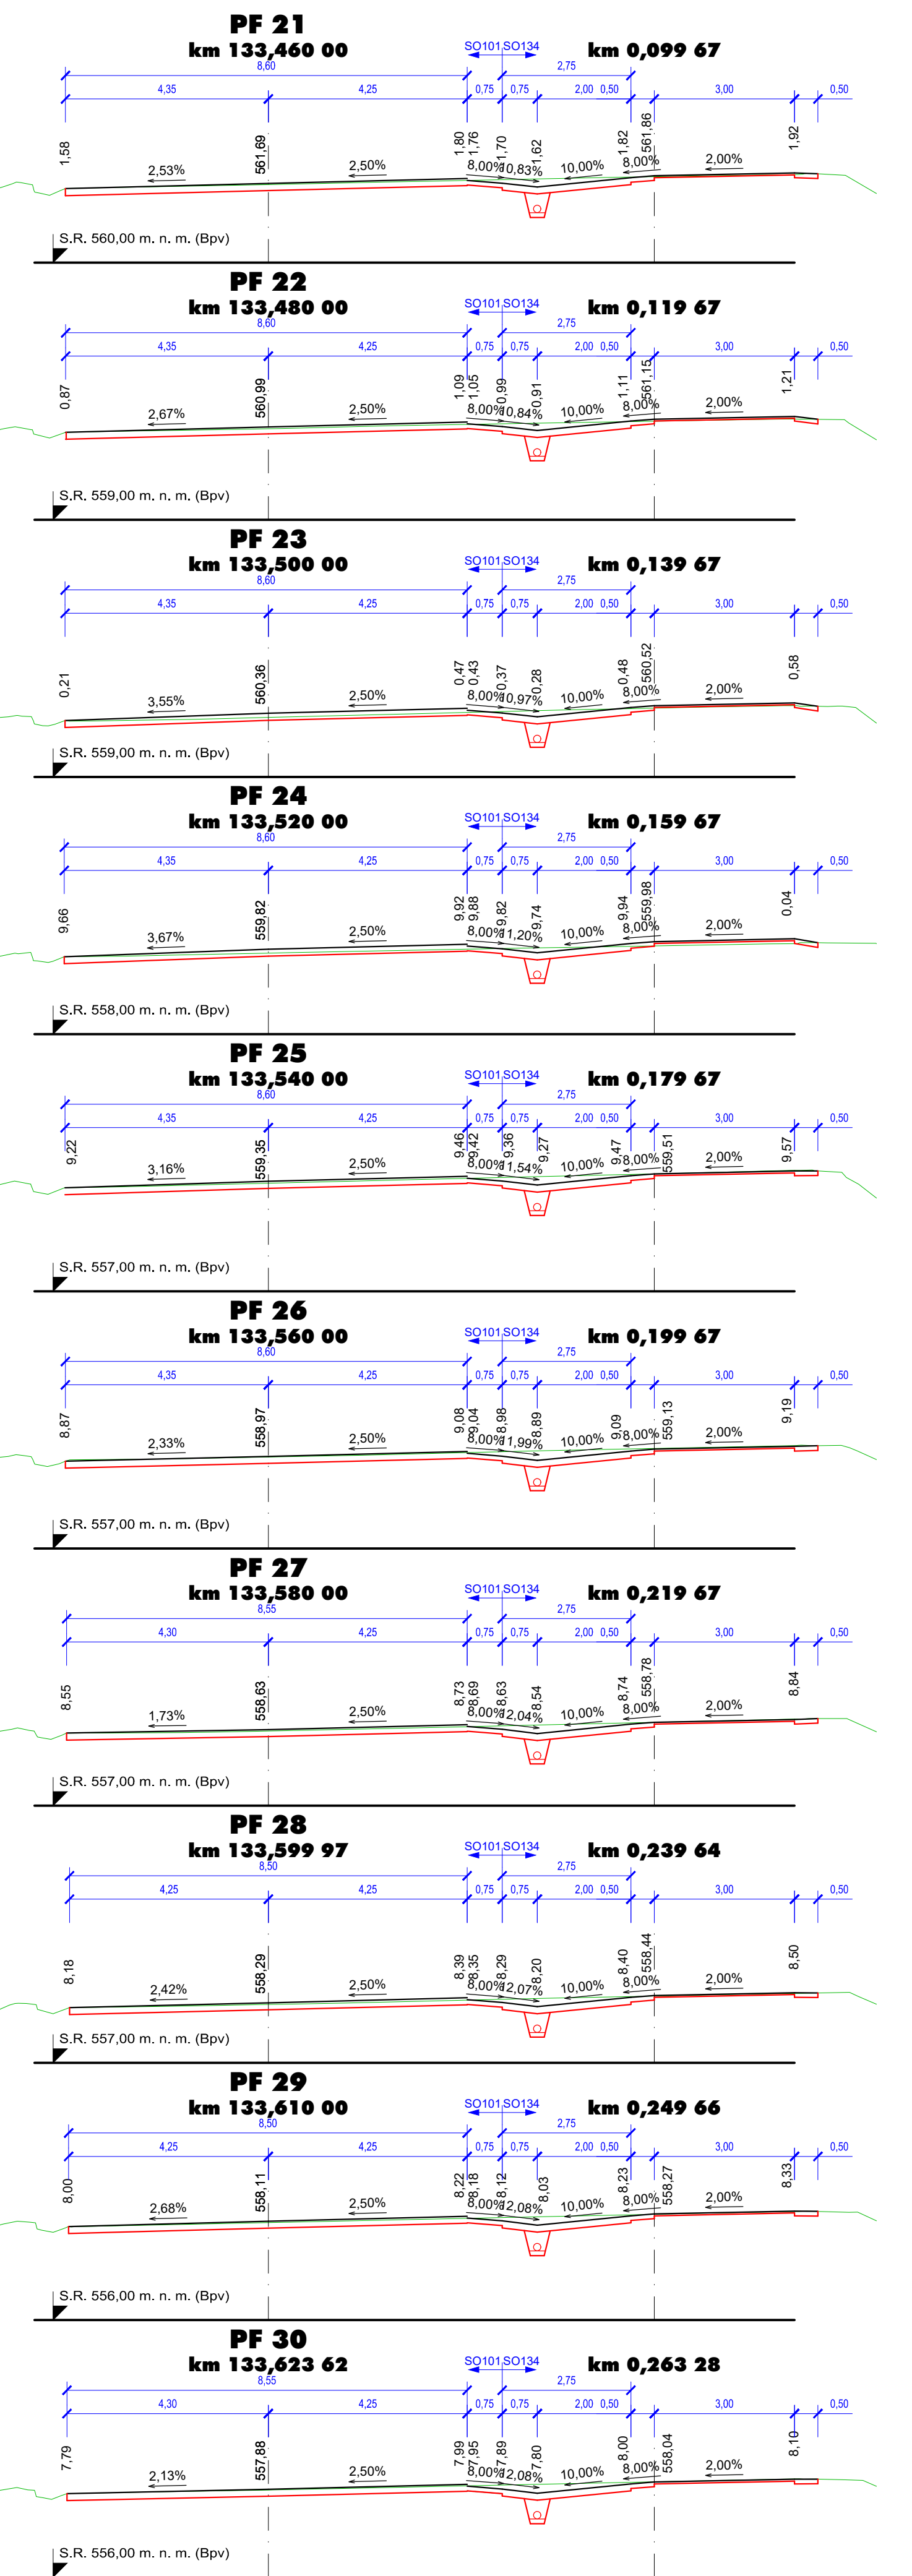 PF 21
km 133,460 00 SO101 SO134 km 0,099 67
8,60 2,75
4,35 4,25 0,75 0,75 2,00 0,50 3,00 0,50
1,58 561,69 1,80 1,76 1,70 1,62 1,82 561,86 1,92
2,53% 2,50% 8,00% 10,83% 10,00% 8,00% 2,00%
S.R. 560,00 m. n. m. (Bpv)
PF 22
km 133,480 00 SO101 SO134 km 0,119 67
8,60 2,75
4,35 4,25 0,75 0,75 2,00 0,50 3,00 0,50
0,87 560,99 1,09 1,05 0,99 0,91 1,11 561,15 1,21
2,67% 2,50% 8,00% 10,84% 10,00% 8,00% 2,00%
S.R. 559,00 m. n. m. (Bpv)
PF 23
km 133,500 00 SO101 SO134 km 0,139 67
8,60 2,75
4,35 4,25 0,75 0,75 2,00 0,50 3,00 0,50
0,21 560,36 0,47 0,43 0,37 0,28 0,48 560,52 0,58
3,55% 2,50% 8,00% 10,97% 10,00% 8,00% 2,00%
S.R. 559,00 m. n. m. (Bpv)
PF 24
km 133,520 00 SO101 SO134 km 0,159 67
8,60 2,75
4,35 4,25 0,75 0,75 2,00 0,50 3,00 0,50
9,66 559,82 9,92 9,88 9,82 9,74 9,94 559,98 0,04
3,67% 2,50% 8,00% 11,20% 10,00% 8,00% 2,00%
S.R. 558,00 m. n. m. (Bpv)
PF 25
km 133,540 00 SO101 SO134 km 0,179 67
8,60 2,75
4,35 4,25 0,75 0,75 2,00 0,50 3,00 0,50
9,22 559,35 9,46 9,42 9,36 9,27 9,47 559,51 9,57
3,16% 2,50% 8,00% 11,54% 10,00% 8,00% 2,00%
S.R. 557,00 m. n. m. (Bpv)
PF 26
km 133,560 00 SO101 SO134 km 0,199 67
8,60 2,75
4,35 4,25 0,75 0,75 2,00 0,50 3,00 0,50
8,87 558,97 9,08 9,04 8,98 8,89 9,09 559,13 9,19
2,33% 2,50% 8,00% 11,99% 10,00% 8,00% 2,00%
S.R. 557,00 m. n. m. (Bpv)
PF 27
km 133,580 00 SO101 SO134 km 0,219 67
8,55 2,75
4,30 4,25 0,75 0,75 2,00 0,50 3,00 0,50
8,55 558,63 8,73 8,69 8,63 8,54 8,74 558,78 8,84
1,73% 2,50% 8,00% 12,04% 10,00% 8,00% 2,00%
S.R. 557,00 m. n. m. (Bpv)
PF 28
km 133,599 97 SO101 SO134 km 0,239 64
8,50 2,75
4,25 4,25 0,75 0,75 2,00 0,50 3,00 0,50
8,18 558,29 8,39 8,35 8,29 8,20 8,40 558,44 8,50
2,42% 2,50% 8,00% 12,07% 10,00% 8,00% 2,00%
S.R. 557,00 m. n. m. (Bpv)
PF 29
km 133,610 00 SO101 SO134 km 0,249 66
8,50 2,75
4,25 4,25 0,75 0,75 2,00 0,50 3,00 0,50
8,00 558,11 8,22 8,18 8,12 8,03 8,23 558,27 8,33
2,68% 2,50% 8,00% 12,08% 10,00% 8,00% 2,00%
S.R. 556,00 m. n. m. (Bpv)
PF 30
km 133,623 62 SO101 SO134 km 0,263 28
8,55 2,75
4,30 4,25 0,75 0,75 2,00 0,50 3,00 0,50
7,79 557,88 7,99 7,95 7,89 7,80 8,00 558,04 8,10
2,13% 2,50% 8,00% 12,08% 10,00% 8,00% 2,00%
S.R. 556,00 m. n. m. (Bpv)